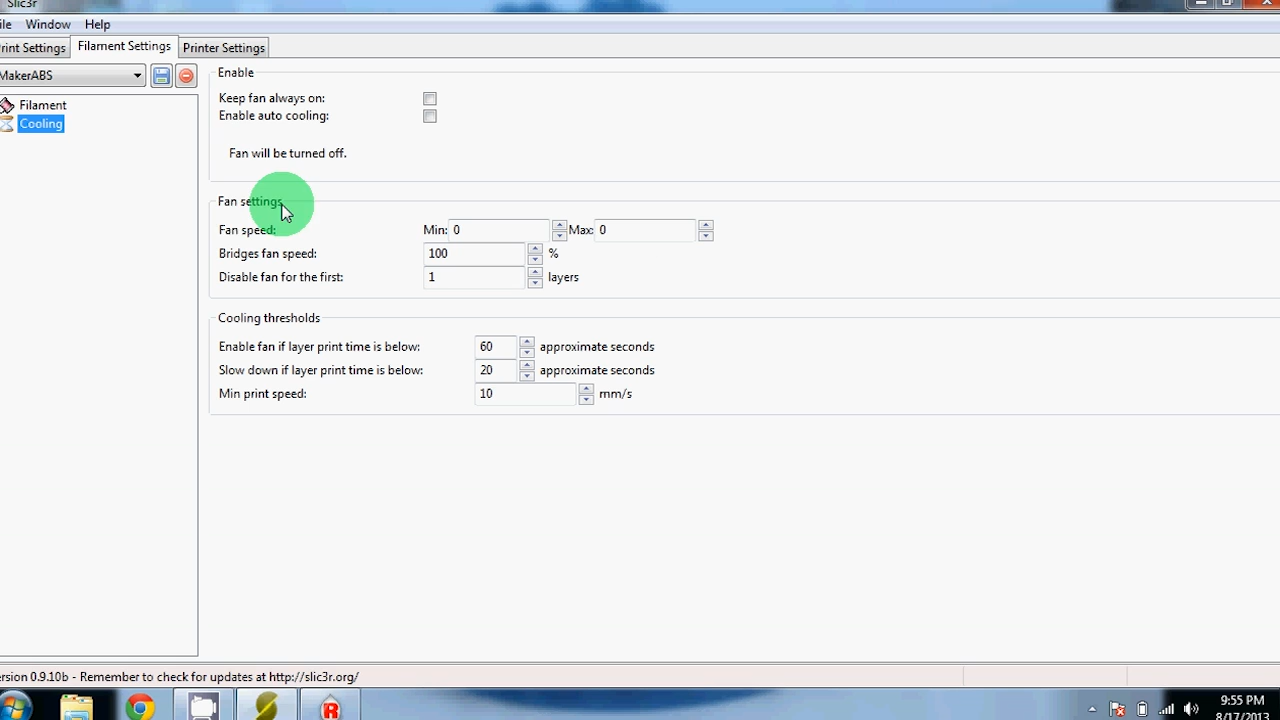 Slic3r
ile Window Help
rint Settings Filament Settings Printer Settings
MakerABS
Filament
Cooling
Enable
Keep fan always on:
Enable auto cooling:
Fan will be turned off.
Fan settings
Fan speed: Min: 0 Max: 0
Bridges fan speed: 100 %
Disable fan for the first: 1 layers
Cooling thresholds
Enable fan if layer print time is below: 60 approximate seconds
Slow down if layer print time is below: 20 approximate seconds
Min print speed: 10 mm/s
ersion 0.9.10b - Remember to check for updates at http://slic3r.org/
9:55 PM
8/17/2013